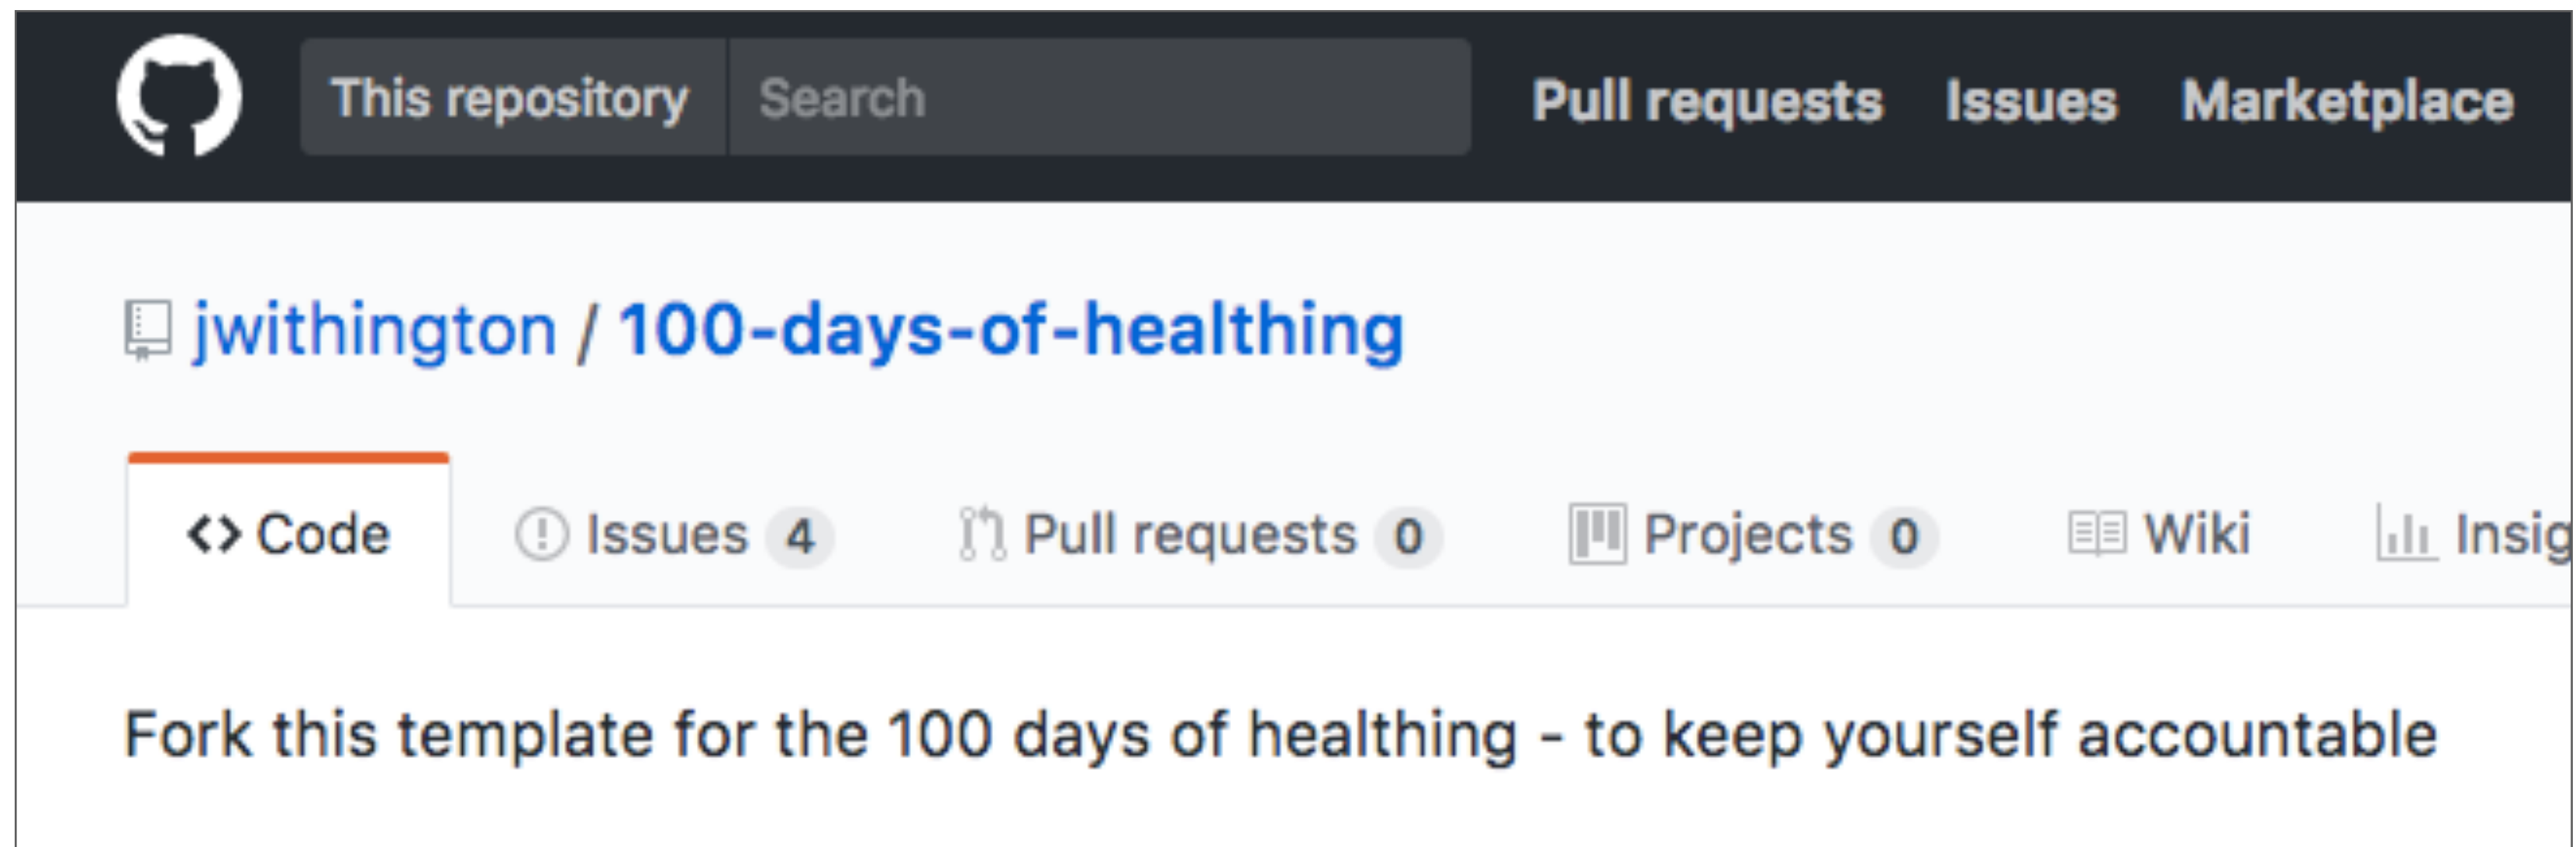 This repository Search Pull requests Issues Marketplace
jwithington / 100-days-of-healthing
<> Code Issues 4 Pull requests 0 Projects 0 Wiki Insig
Fork this template for the 100 days of healthing - to keep yourself accountable